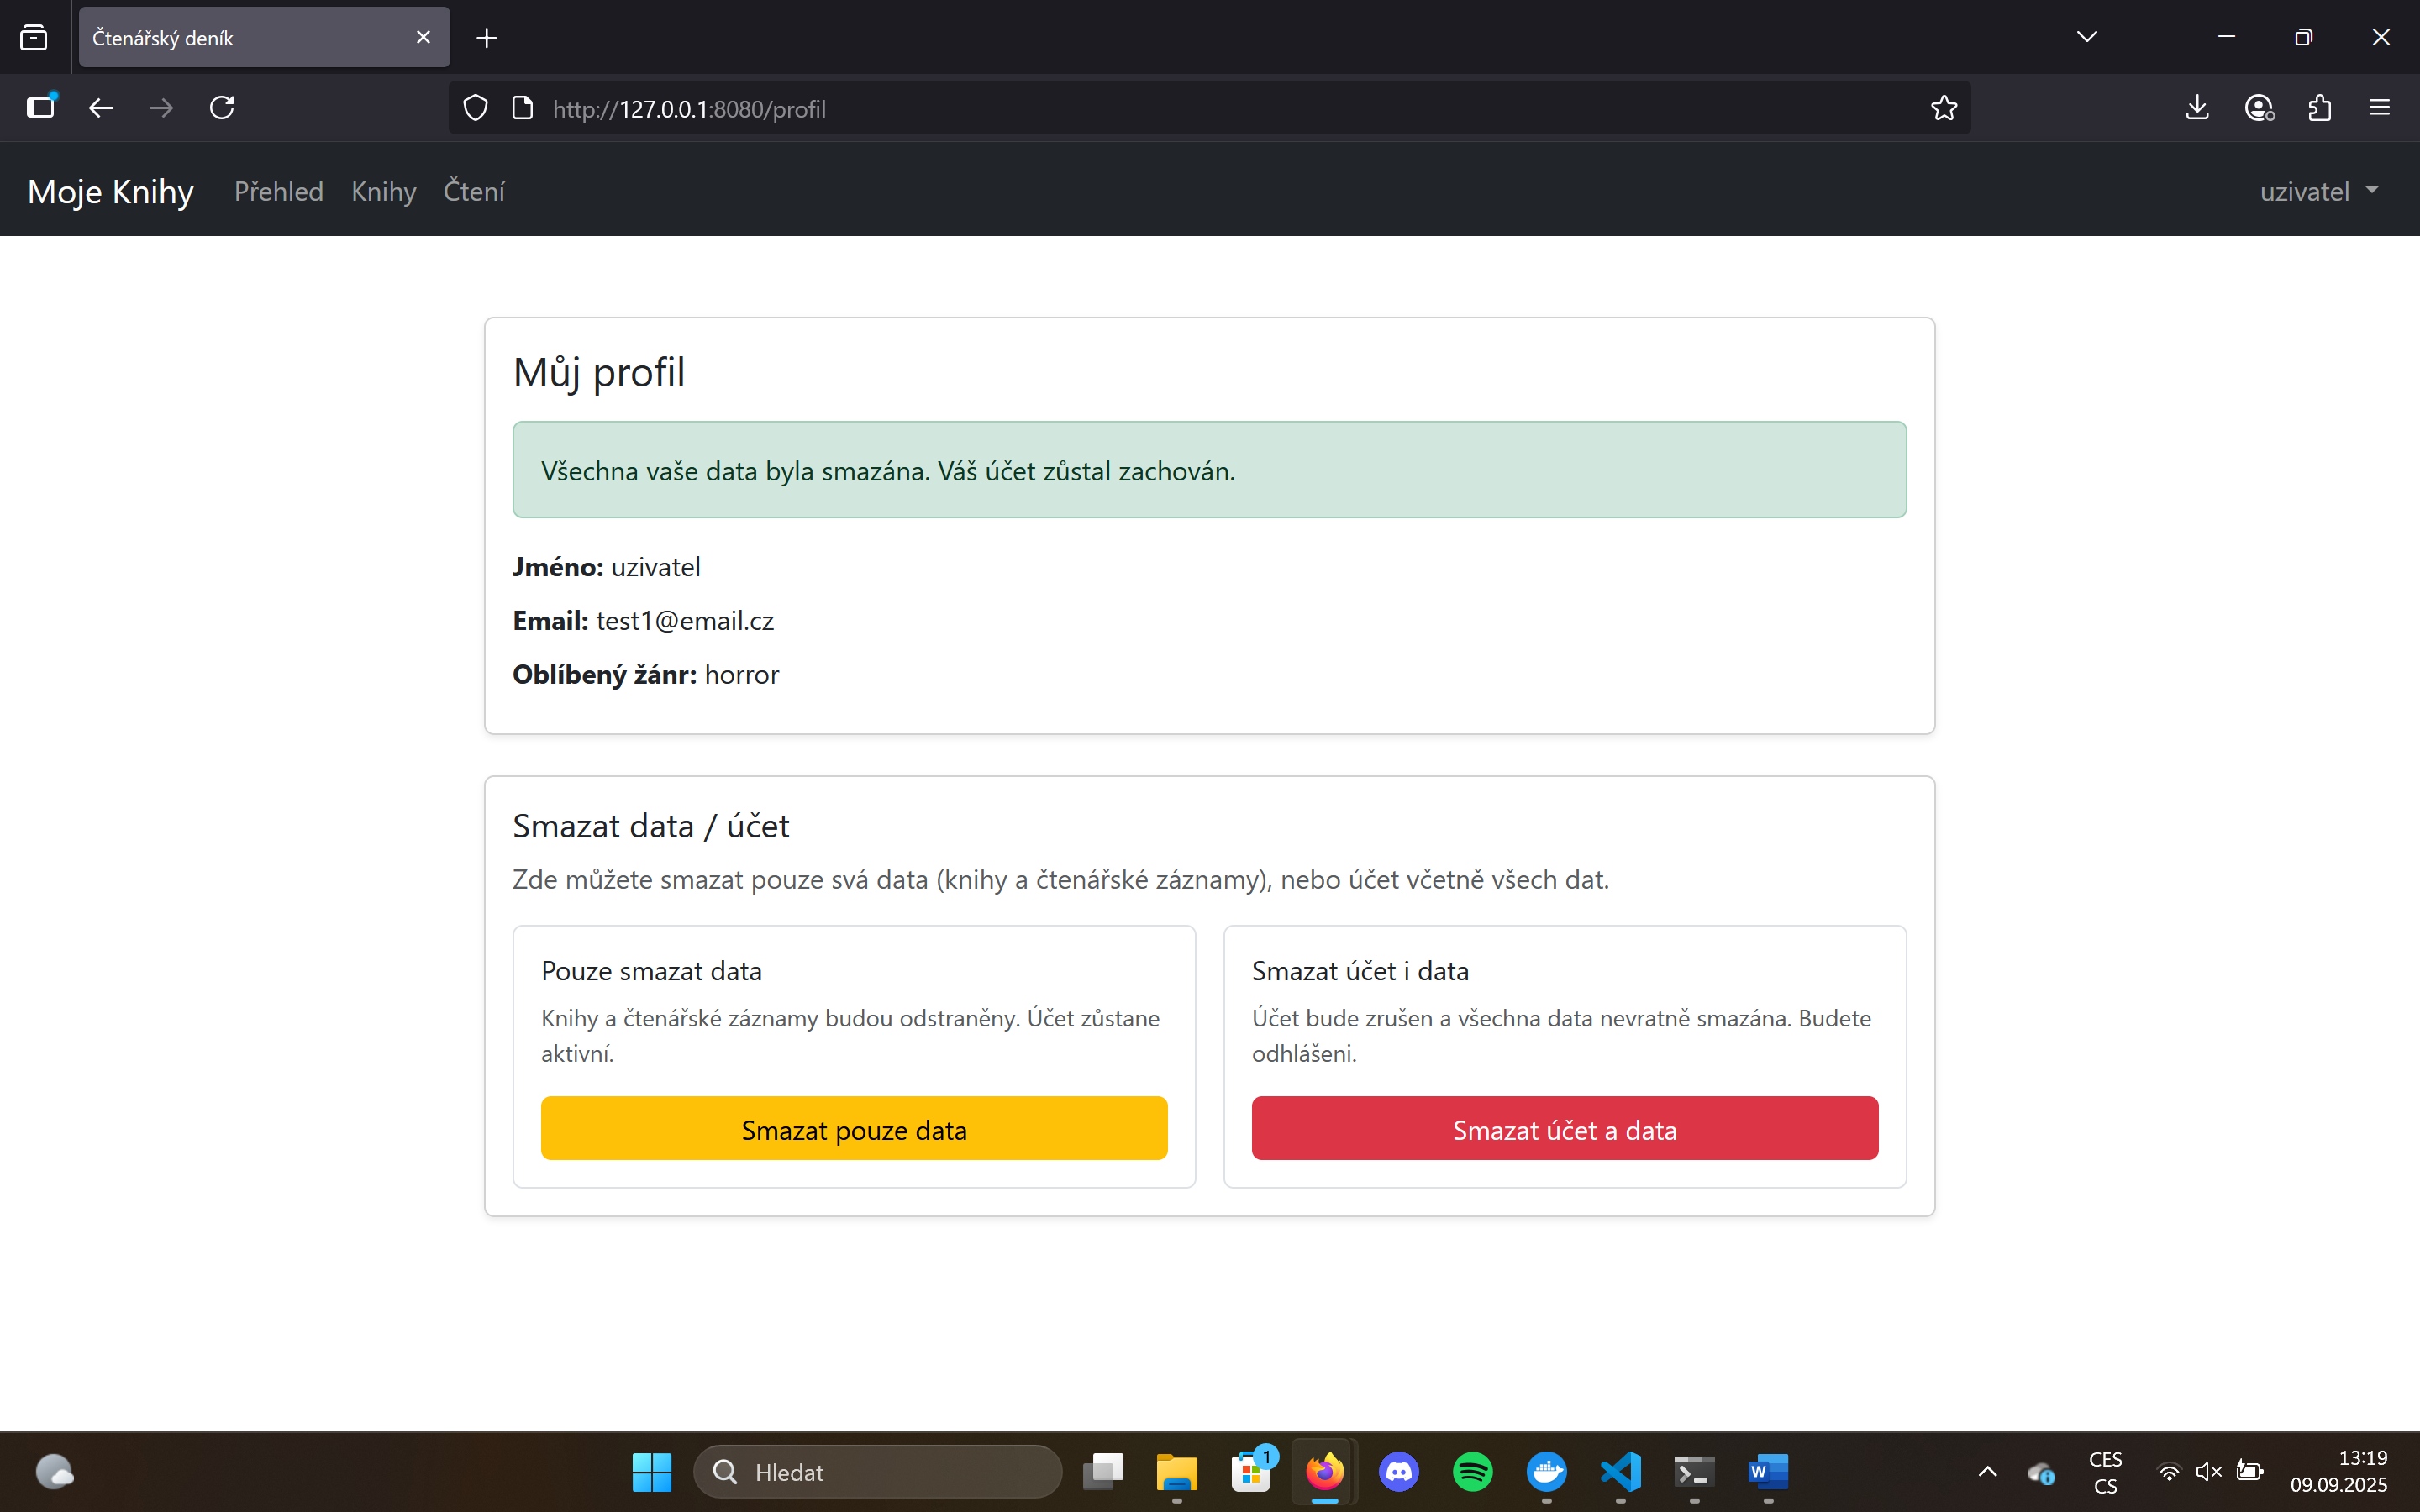 Čtenářský deník
http://127.0.0.1:8080/profil
Moje Knihy Přehled Knihy Čtení uzivatel
Můj profil
Všechna vaše data byla smazána. Váš účet zůstal zachován.
Jméno: uzivatel
Email: test1@email.cz
Oblíbený žánr: horror
Smazat data / účet
Zde můžete smazat pouze svá data (knihy a čtenářské záznamy), nebo účet včetně všech dat.
Pouze smazat data
Knihy a čtenářské záznamy budou odstraněny. Účet zůstane
aktivní.
Smazat pouze data
Smazat účet i data
Účet bude zrušen a všechna data nevratně smazána. Budete
odhlášeni.
Smazat účet a data
Hledat
1
W
CES
CS
13:19
09.09.2025